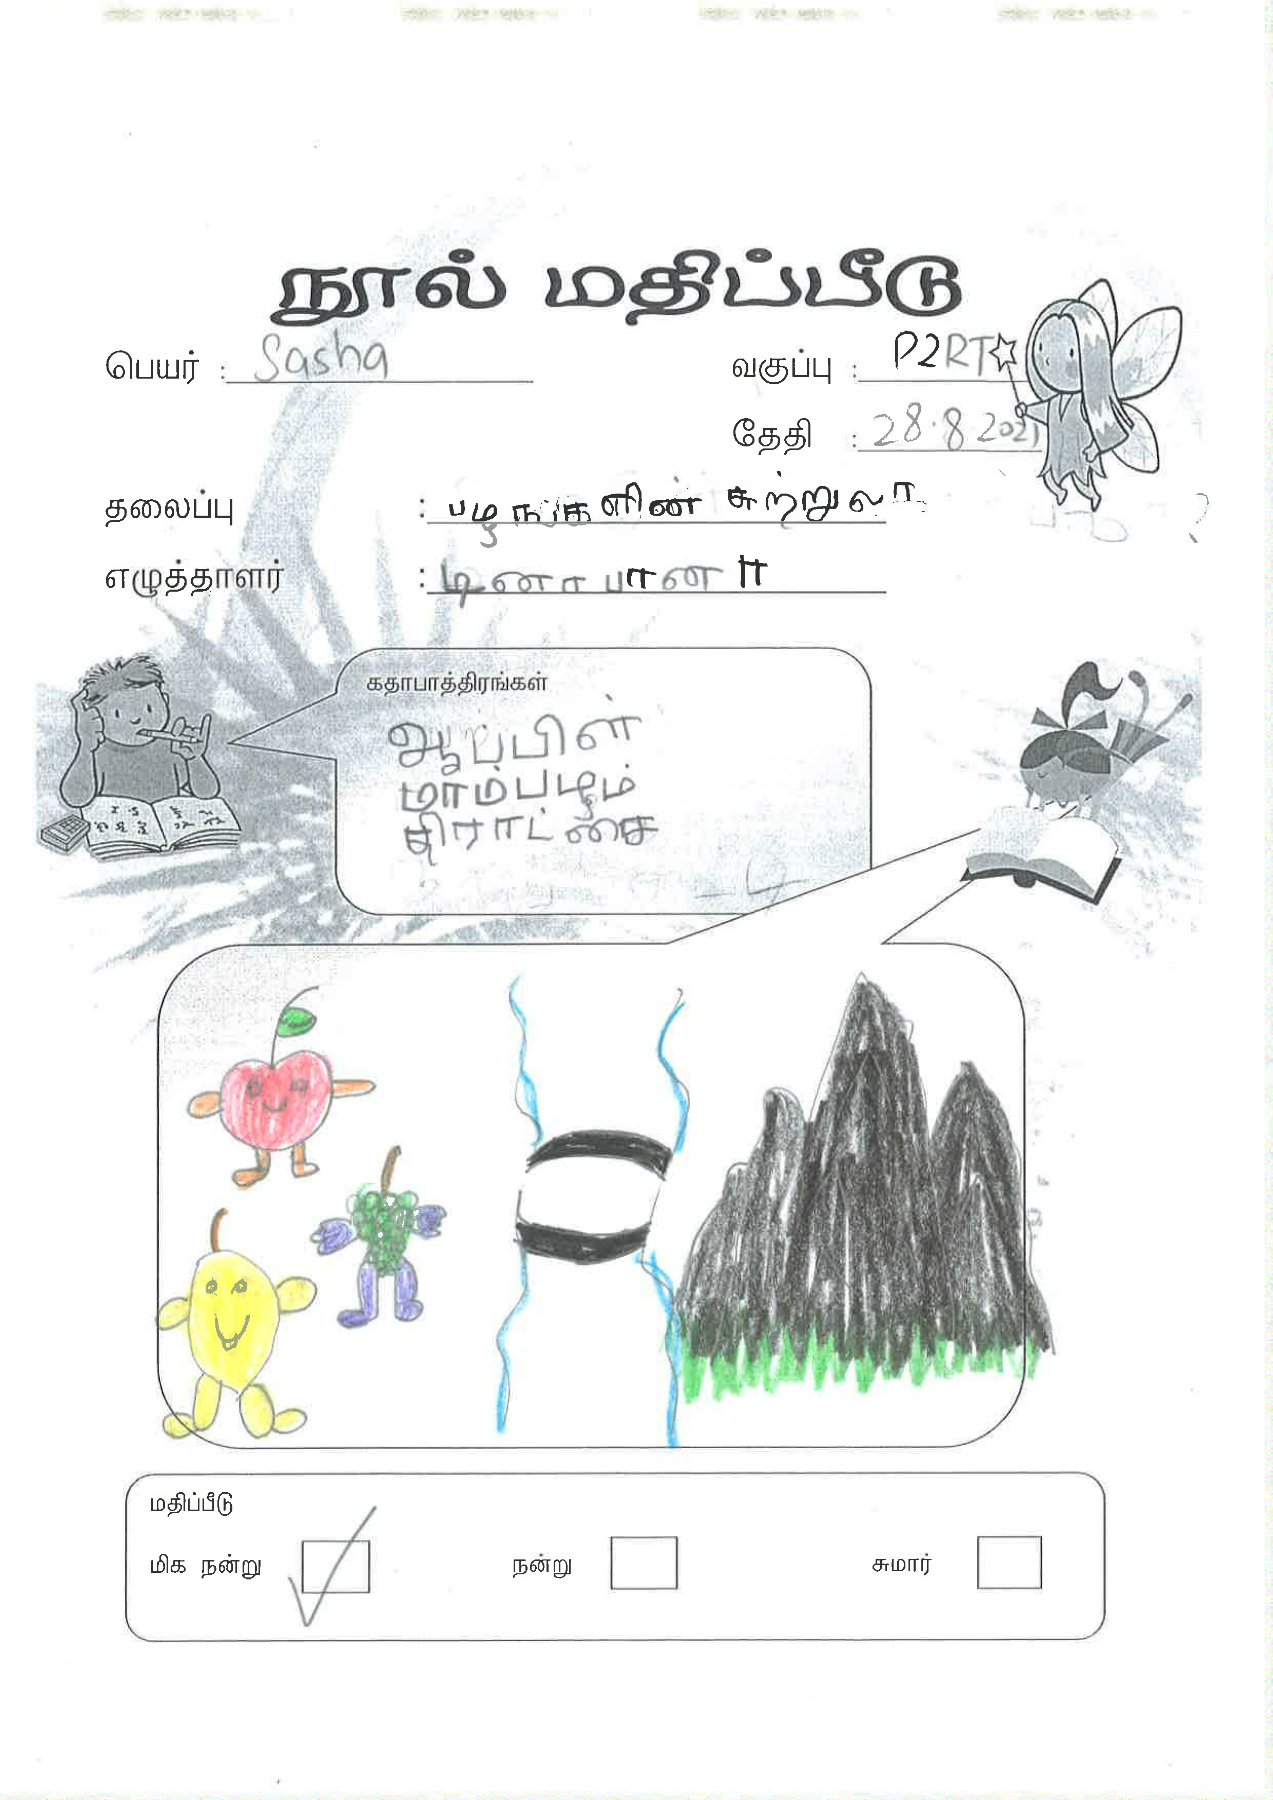 நூல் மதிப்பீடு
பெயர் : Sasha
வகுப்பு : P2RT
தேதி : 28.8 2021
தலைப்பு : பழங்களின் சுற்றுலா
எழுத்தாளர் :
கதாபாத்திரங்கள்
ஆப்பிள்
மாம்பழம்
திராட்சை
மதிப்பீடு
மிக நன்று
நன்று
சுமார்